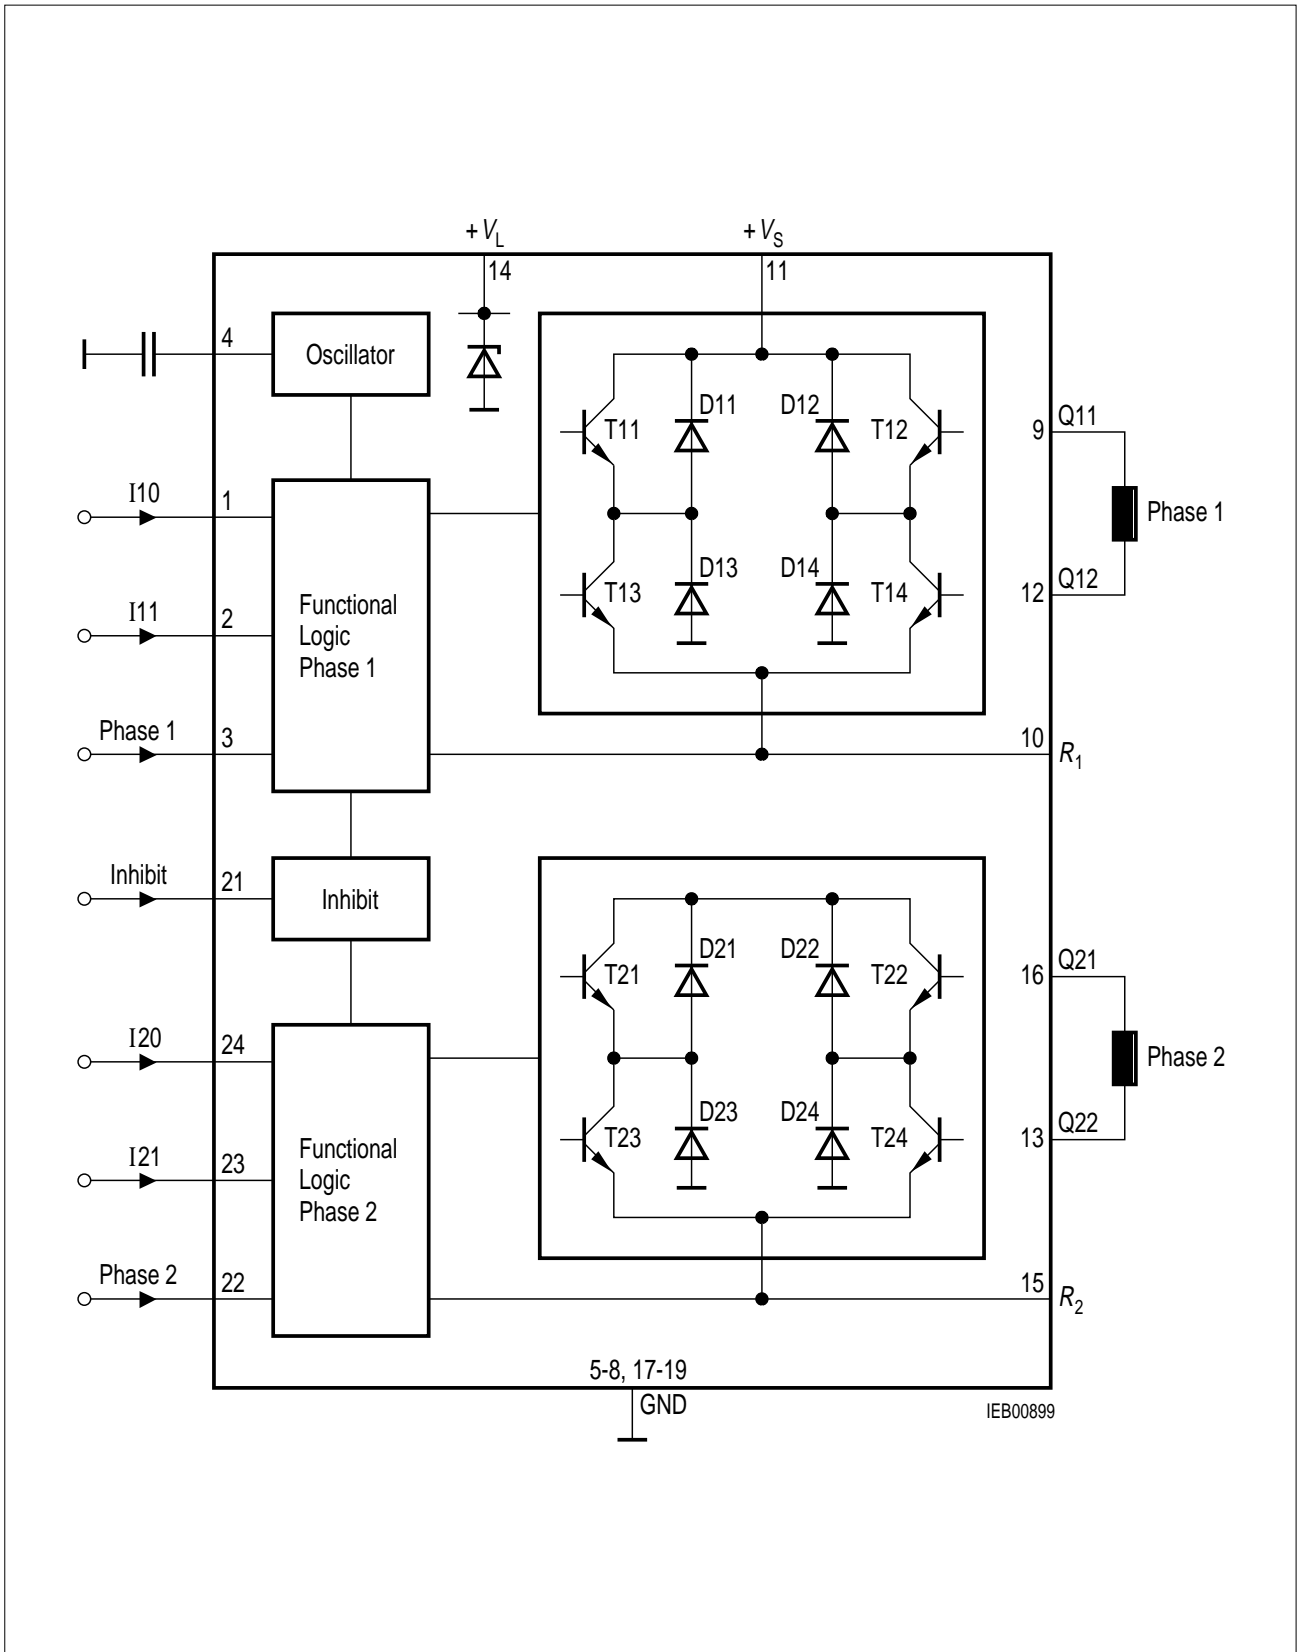 + VL
+ VS
14
11
4
Oscillator
D11
D12
T11
T12
9
Q11
I10
1
Phase 1
D13
D14
T13
T14
12
Q12
I11
2
Functional
Logic
Phase 1
Phase 1
3
10
R1
Inhibit
21
Inhibit
D21
D22
T21
T22
16
Q21
I20
24
Phase 2
D23
D24
T23
T24
13
Q22
I21
23
Functional
Logic
Phase 2
Phase 2
22
15
R2
5-8, 17-19
GND
IEB00899